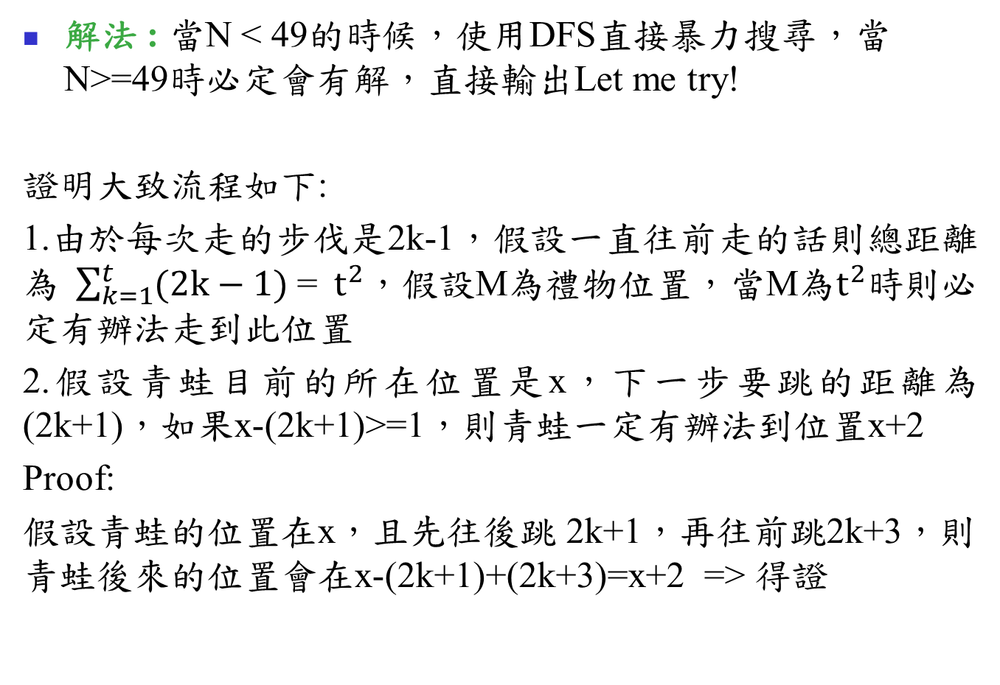 解法：當N < 49的時候，使用DFS直接暴力搜尋，當
N>=49時必定會有解，直接輸出Let me try!
證明大致流程如下:
1.由於每次走的步伐是2k-1，假設一直往前走的話則總距離
為 ∑ᵗₖ₌₁(2k − 1) = t²，假設M為禮物位置，當M為t²時則必
定有辦法走到此位置
2.假設青蛙目前的所在位置是x，下一步要跳的距離為
(2k+1)，如果x-(2k+1)>=1，則青蛙一定有辦法到位置x+2
Proof:
假設青蛙的位置在x，且先往後跳 2k+1，再往前跳2k+3，則
青蛙後來的位置會在x-(2k+1)+(2k+3)=x+2 => 得證